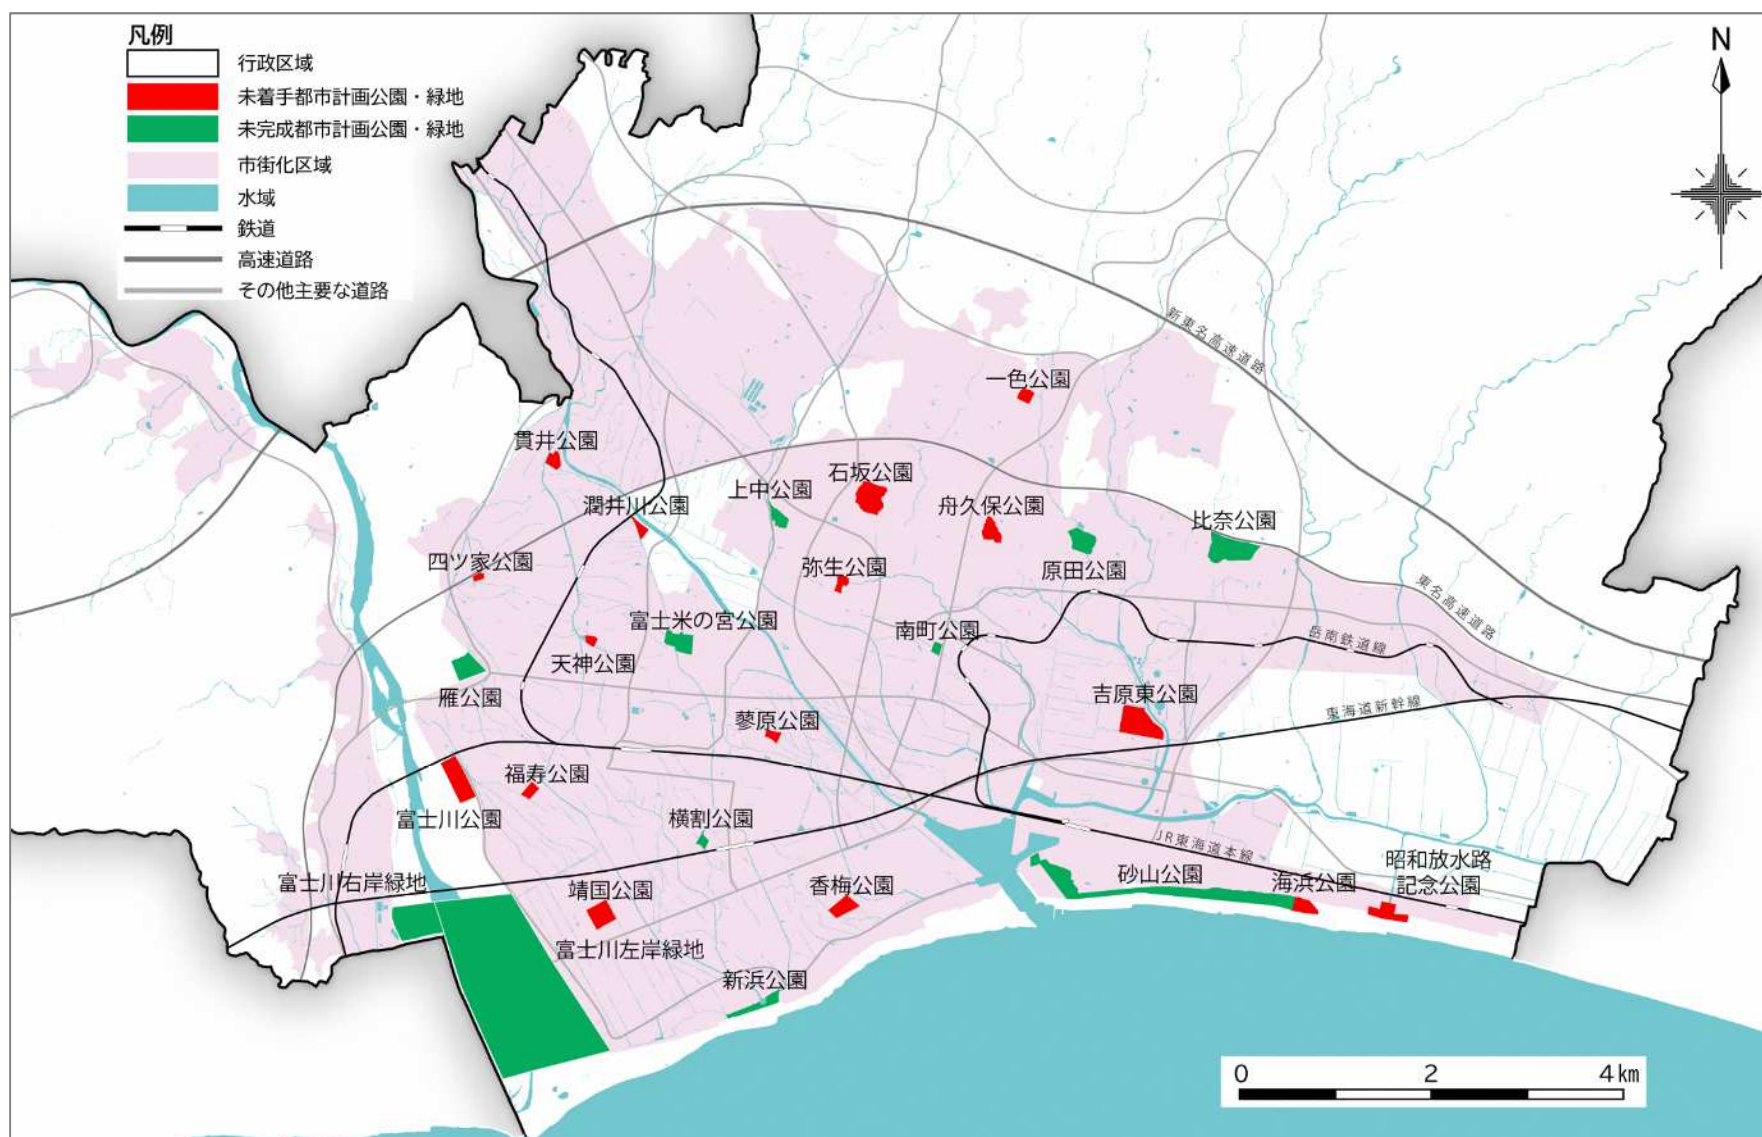 凡例
行政区域
未着手都市計画公園・緑地
未完成都市計画公園・緑地
市街化区域
水域
鉄道
高速道路
その他主要な道路
N
新東名高速道路
一色公園
貫井公園
石坂公園
上中公園
潤井川公園
舟久保公園
比奈公園
四ツ家公園
弥生公園
原田公園
東名高速道路
富士米の宮公園
南町公園
岳南鉄道線
天神公園
雁公園
吉原東公園
東海道新幹線
蓼原公園
福寿公園
富士川公園
横割公園
JR東海道本線
昭和放水路
記念公園
砂山公園
海浜公園
富士川右岸緑地
靖国公園
香梅公園
富士川左岸緑地
新浜公園
0 2 4km